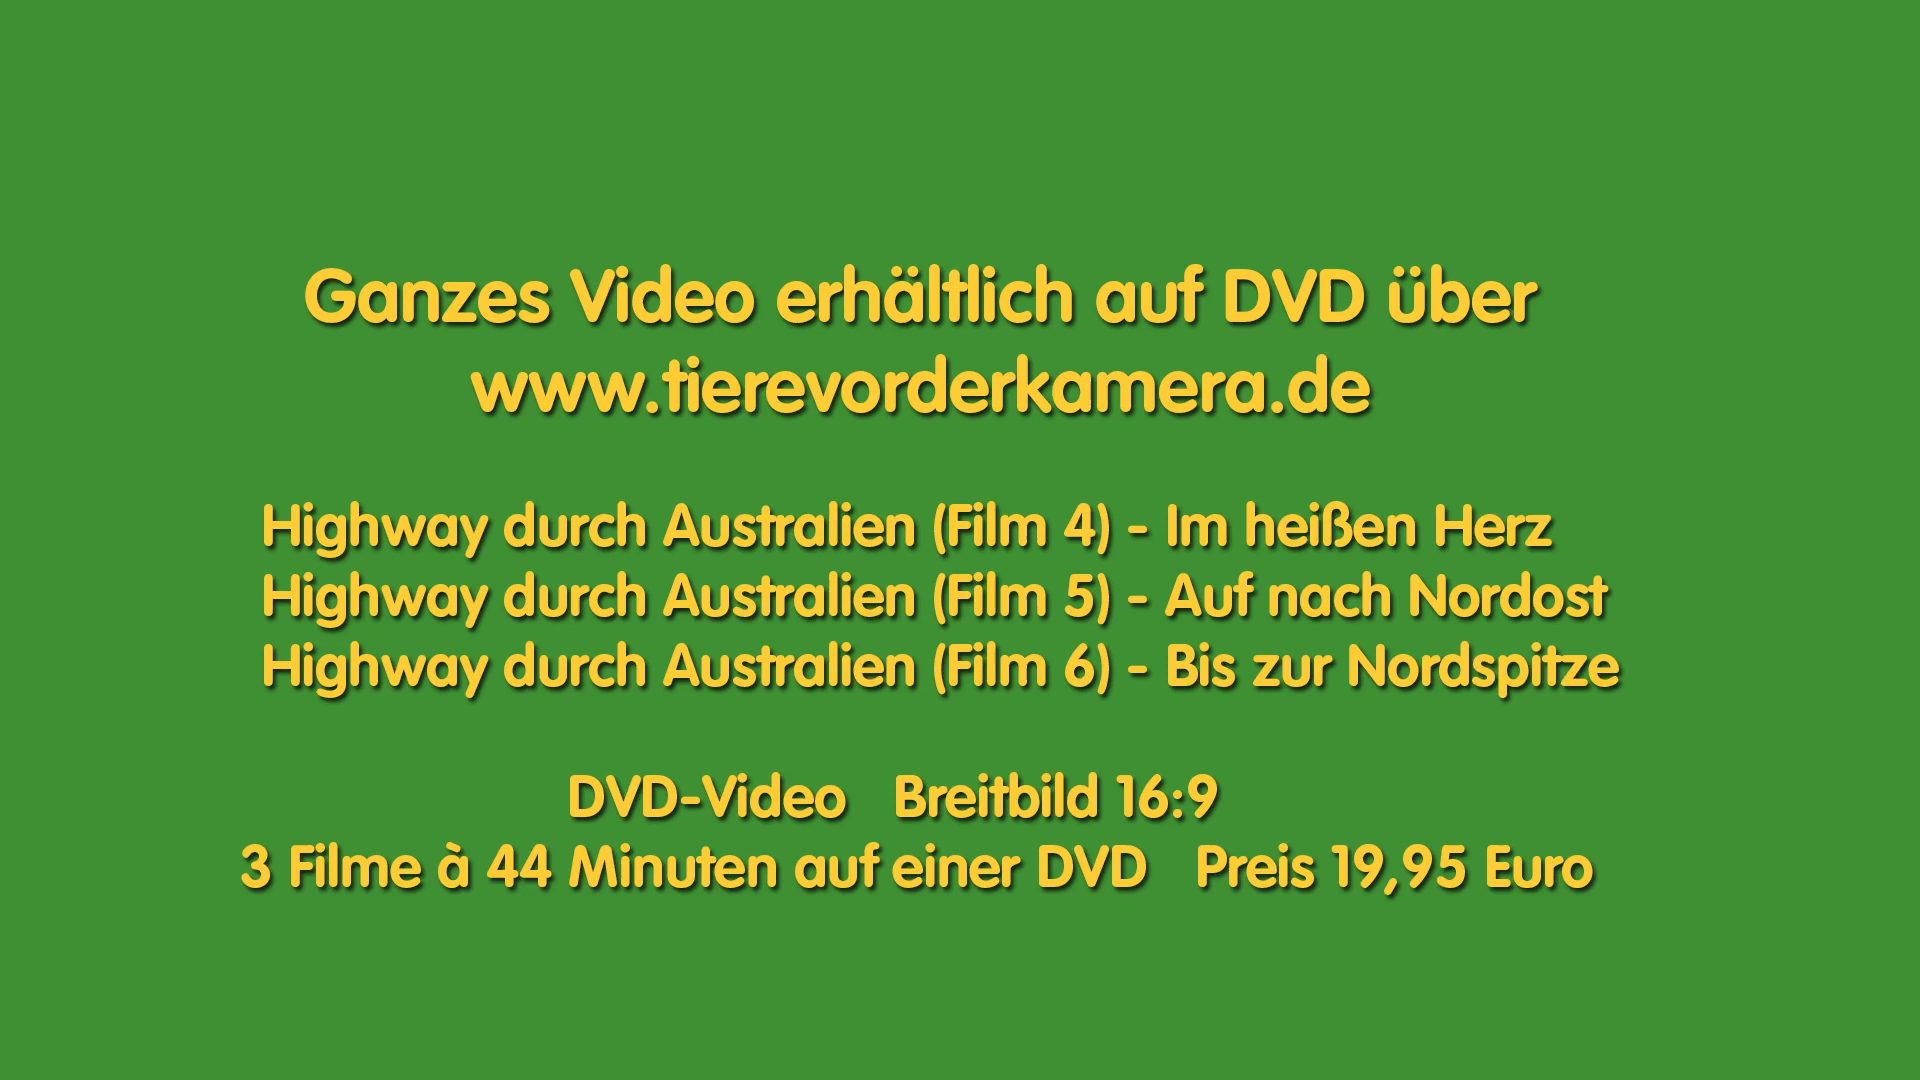 Ganzes Video erhältlich auf DVD über
www.tierevorderkamera.de
Highway durch Australien (Film 4) - Im heißen Herz
Highway durch Australien (Film 5) - Auf nach Nordost
Highway durch Australien (Film 6) - Bis zur Nordspitze
DVD-Video   Breitbild 16:9
3 Filme à 44 Minuten auf einer DVD   Preis 19,95 Euro